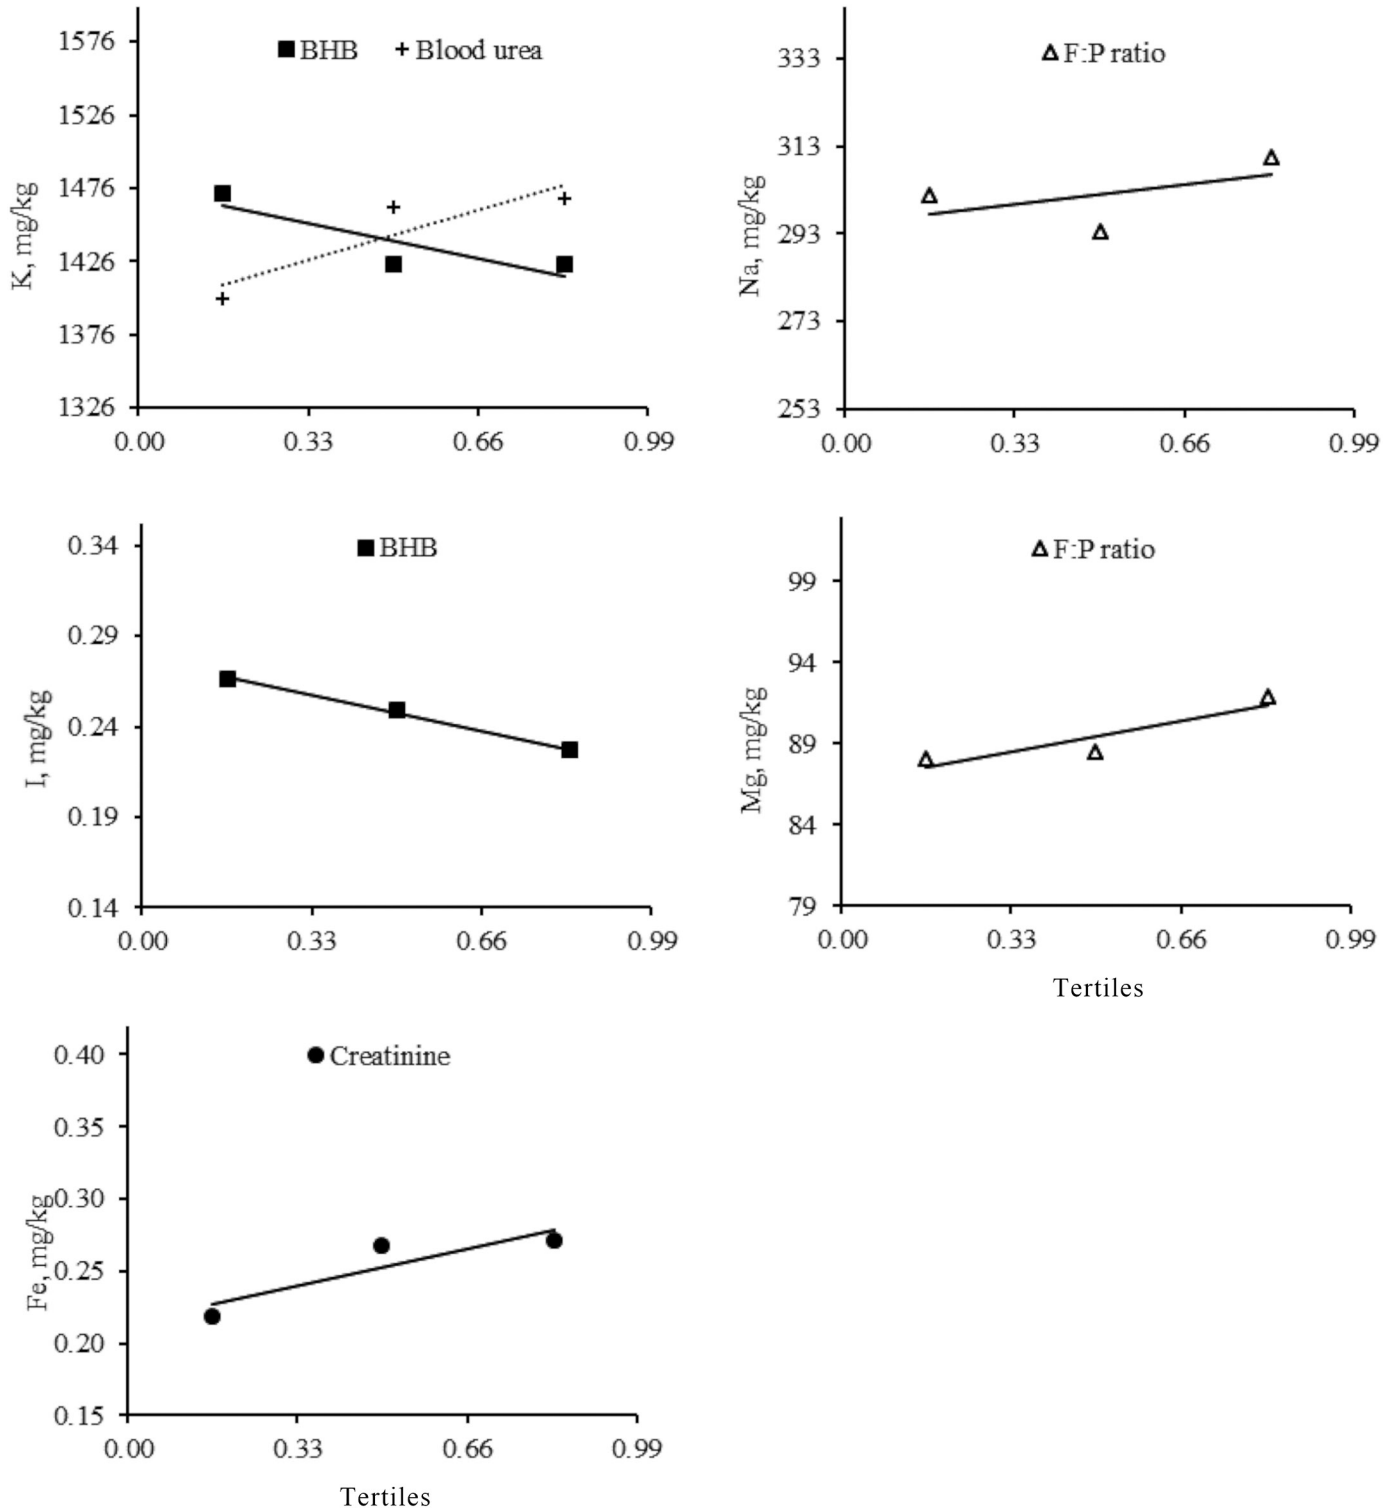 1576
1526
1476
1426
1376
1326
K, mg/kg
BHB
Blood urea
0.00 0.33 0.66 0.99
333
313
293
273
253
Na, mg/kg
F:P ratio
0.00 0.33 0.66 0.99
0.34
0.29
0.24
0.19
0.14
I, mg/kg
BHB
0.00 0.33 0.66 0.99
99
94
89
84
79
Mg, mg/kg
F:P ratio
0.00 0.33 0.66 0.99
Tertiles
0.40
0.35
0.30
0.25
0.20
0.15
Fe, mg/kg
Creatinine
0.00 0.33 0.66 0.99
Tertiles